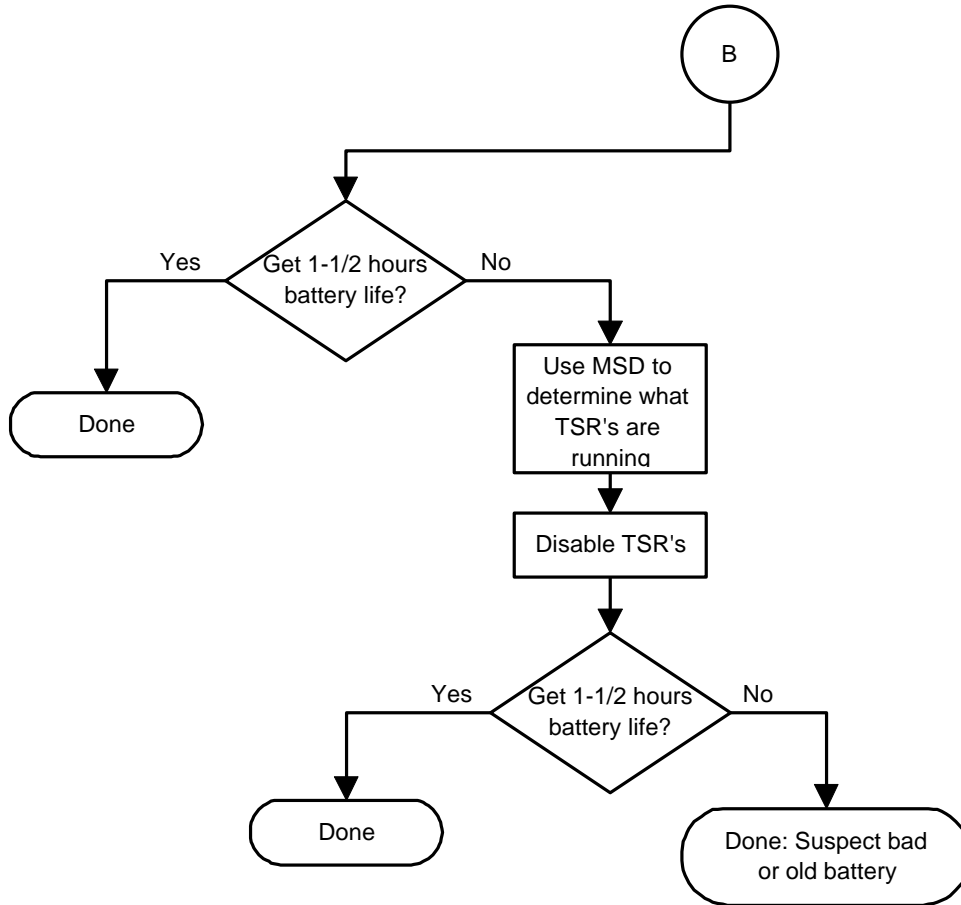 B
Yes
Get 1-1/2 hours
battery life?
No
Done
Use MSD to
determine what
TSR's are
running
Disable TSR's
Yes
Get 1-1/2 hours
battery life?
No
Done
Done: Suspect bad
or old battery